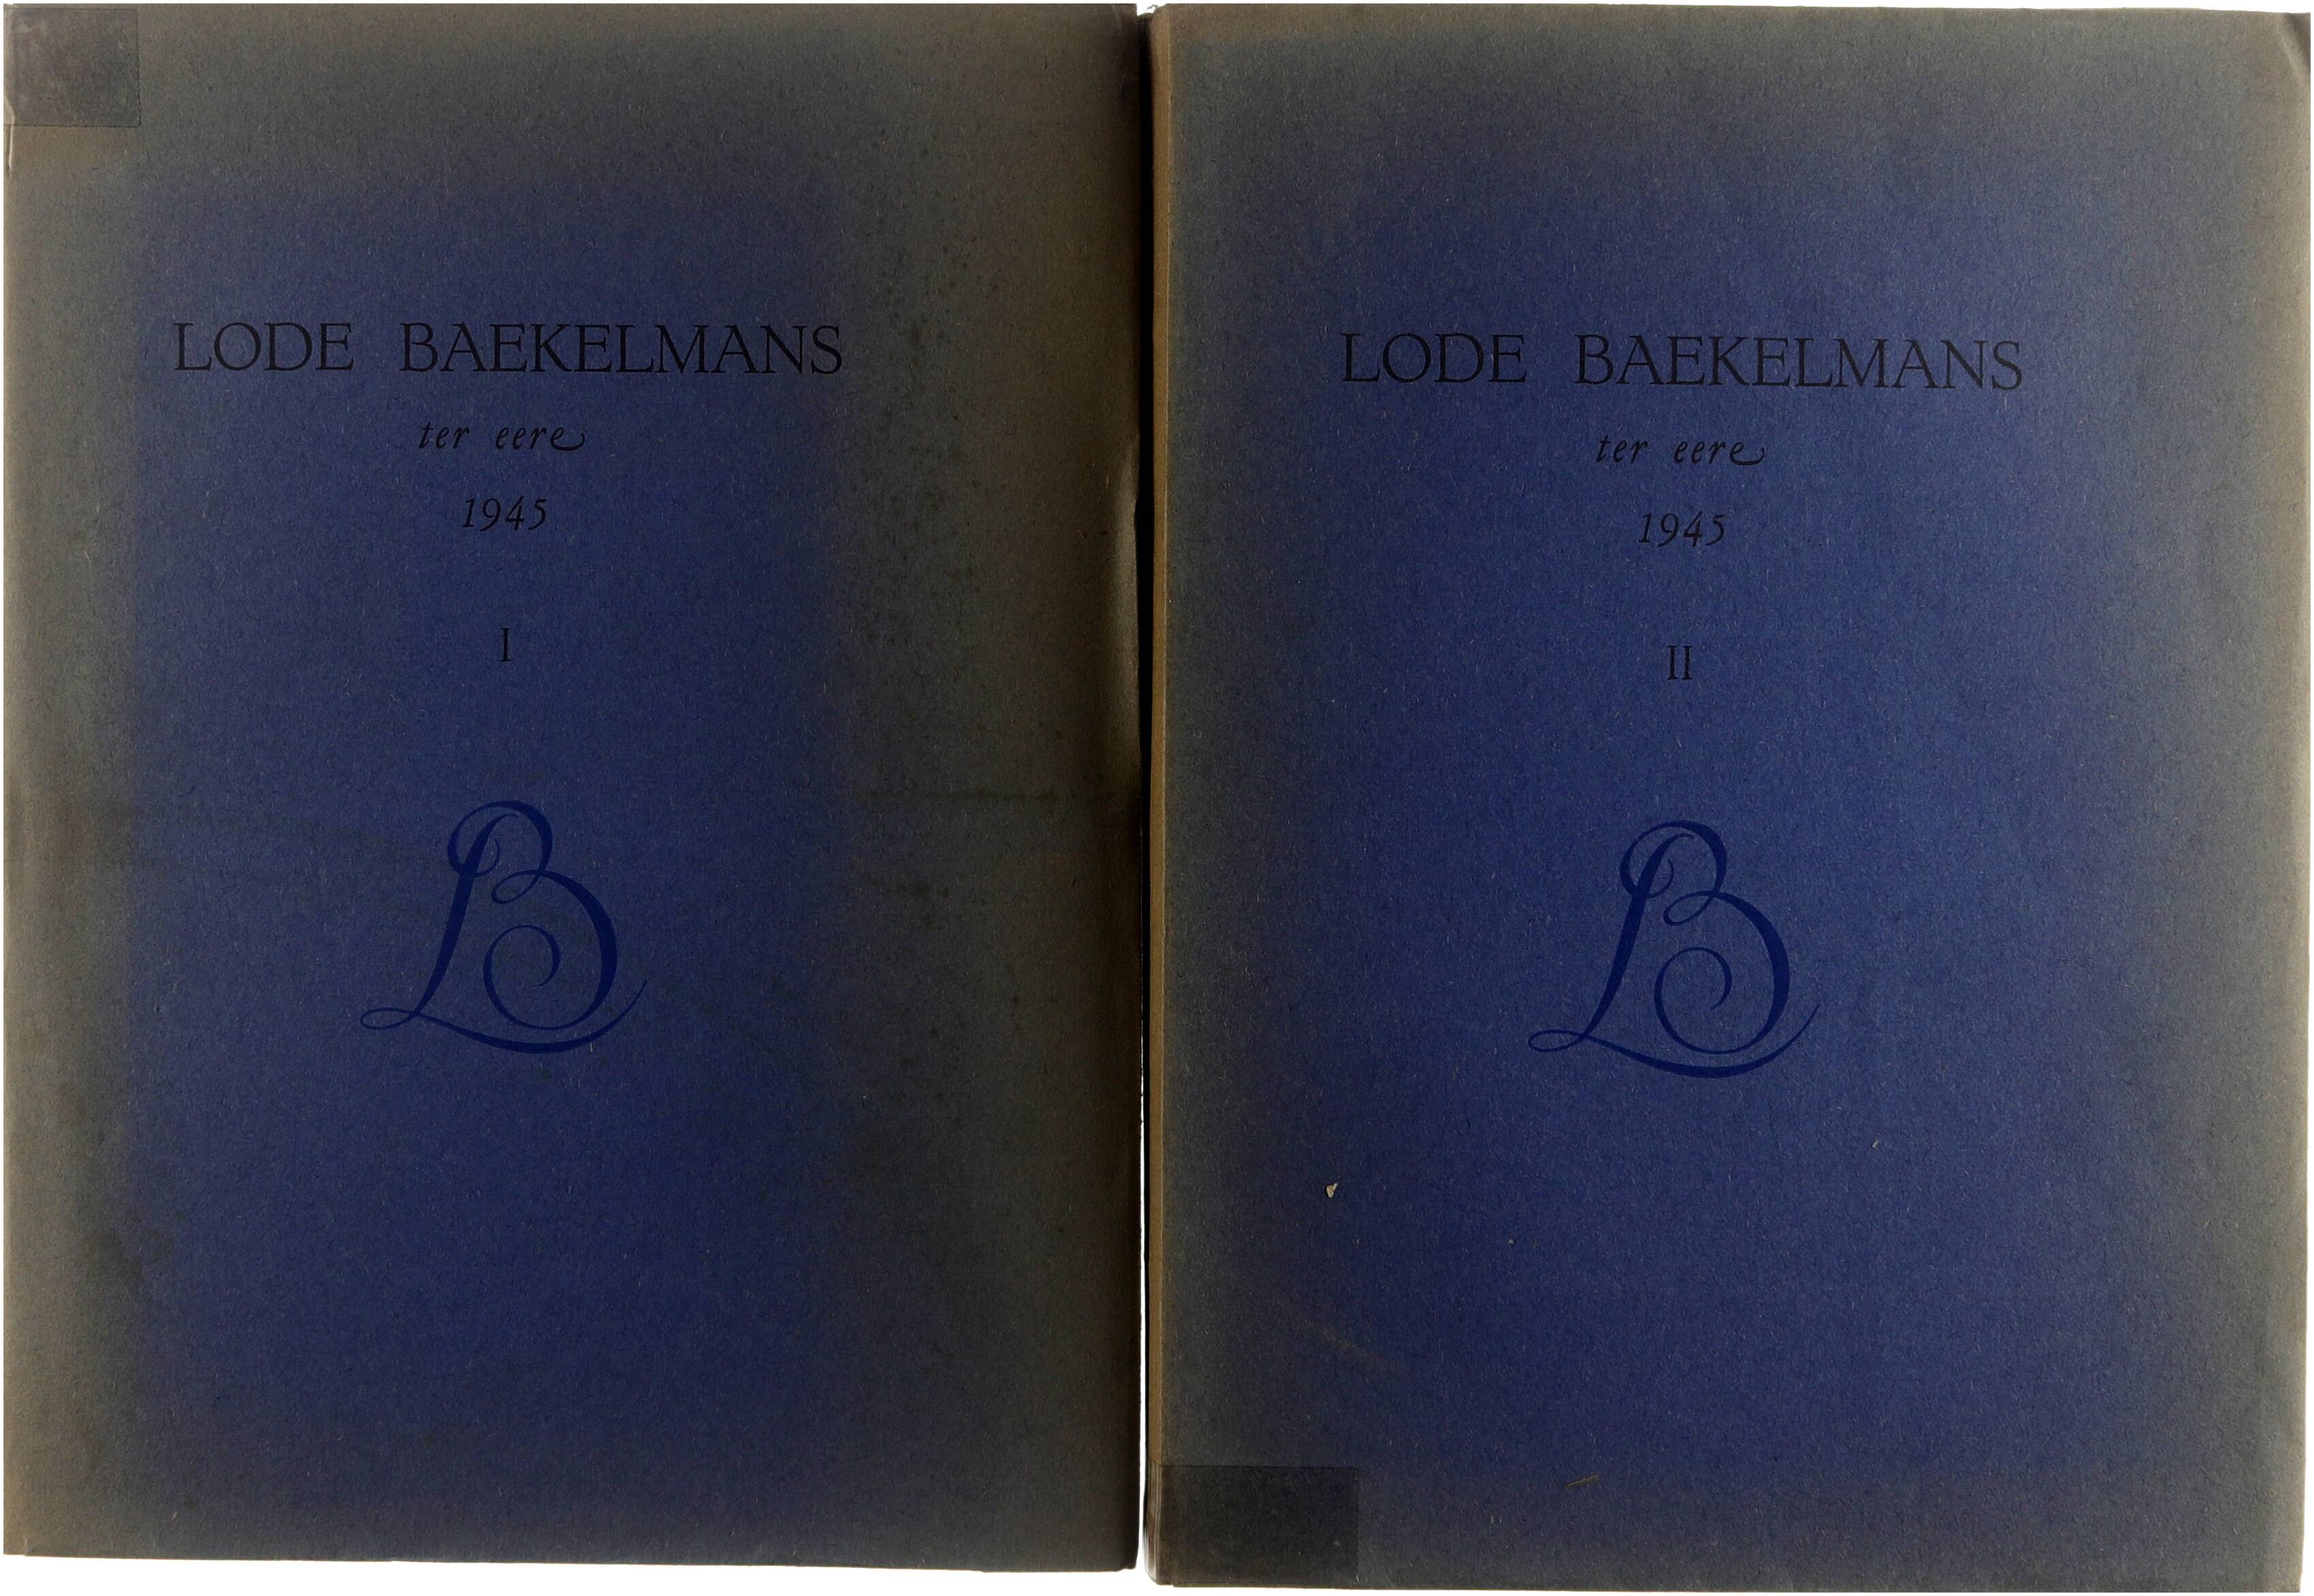 LODE BAEKELMANS
ter eere
1945
I
LB
LODE BAEKELMANS
ter eere
1945
II
LB